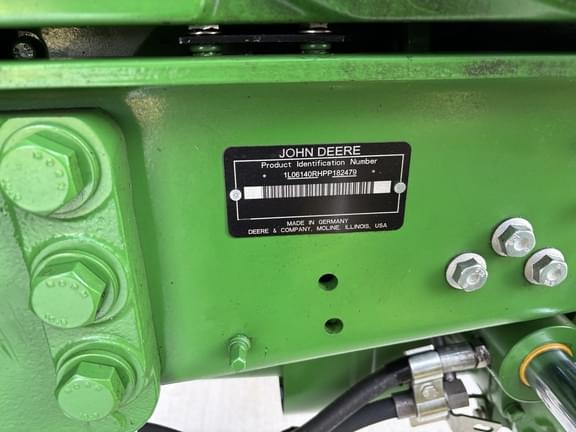 JOHN DEERE
Product Identification Number
* 1L06140RHPP182479 *
MADE IN GERMANY
DEERE & COMPANY, MOLINE, ILLINOIS, USA